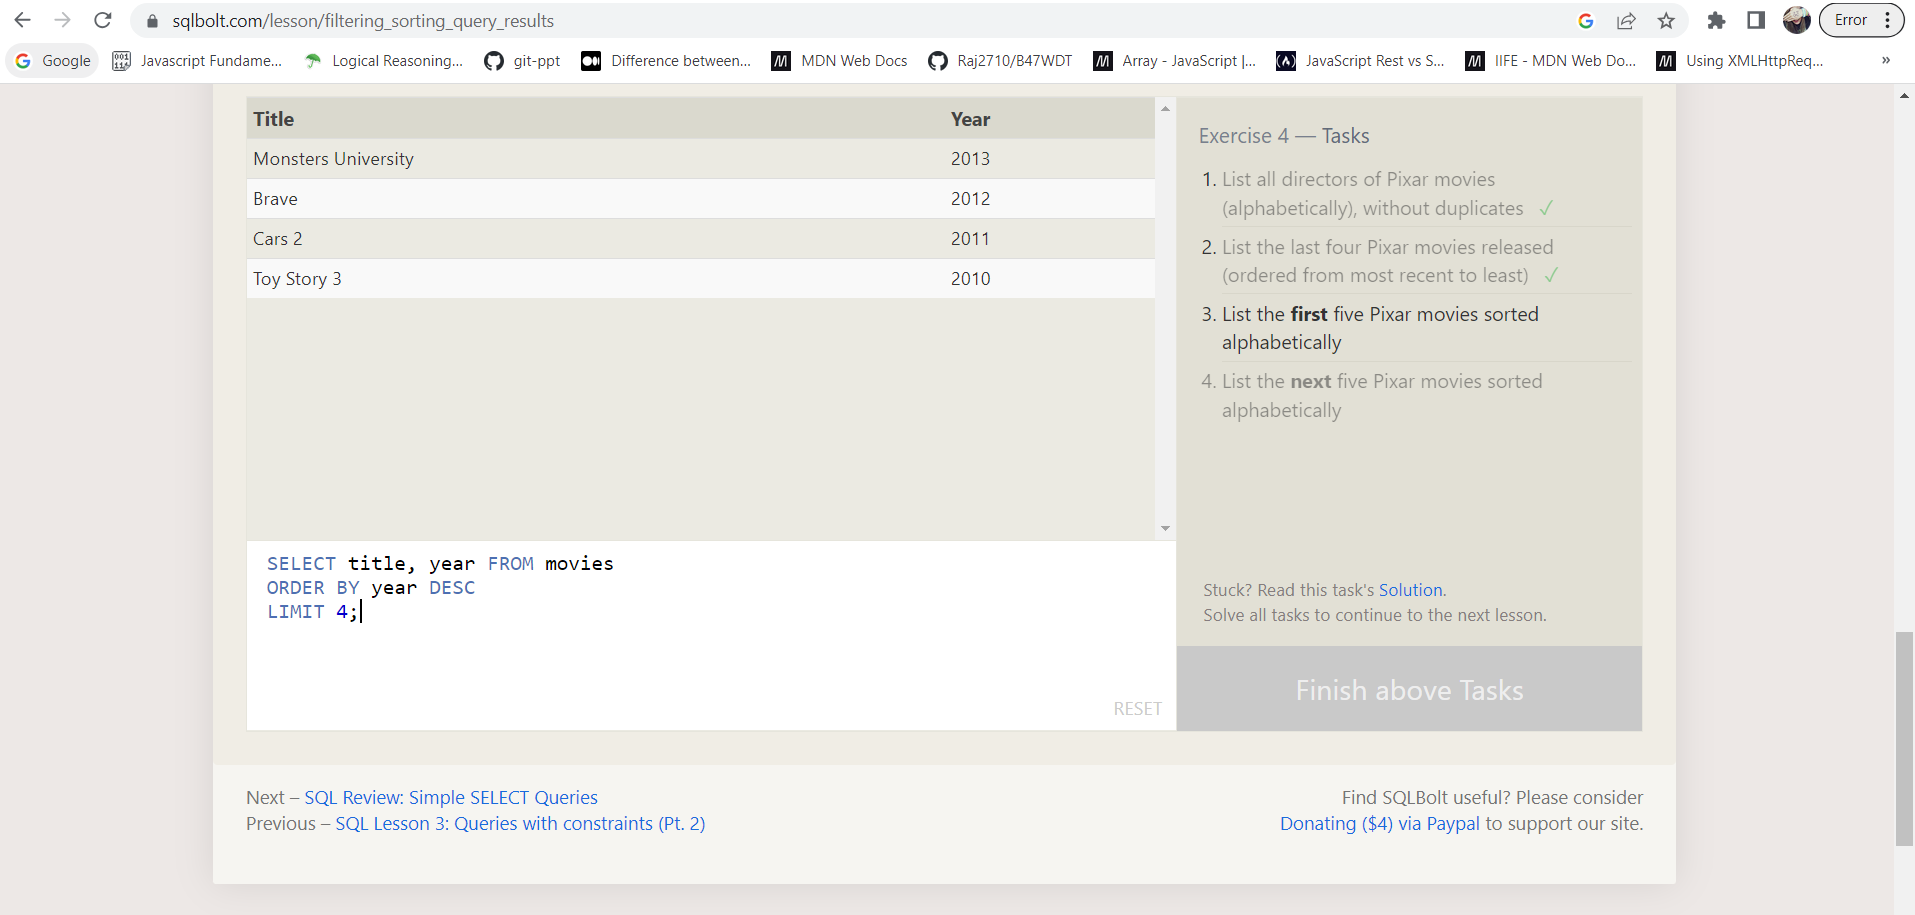 sqlbolt.com/lesson/filtering_sorting_query_results
Error
Google
Javascript Fundame...
Logical Reasoning...
git-ppt
Difference between...
MDN Web Docs
Raj2710/B47WDT
Array - JavaScript |...
JavaScript Rest vs S...
IIFE - MDN Web Do...
Using XMLHttpReq...
»
Title Year
Monsters University 2013
Brave 2012
Cars 2 2011
Toy Story 3 2010
SELECT title, year FROM movies
ORDER BY year DESC
LIMIT 4;
RESET
Exercise 4 — Tasks
1. List all directors of Pixar movies
(alphabetically), without duplicates ✓
2. List the last four Pixar movies released
(ordered from most recent to least) ✓
3. List the first five Pixar movies sorted
alphabetically
4. List the next five Pixar movies sorted
alphabetically
Stuck? Read this task's Solution.
Solve all tasks to continue to the next lesson.
Finish above Tasks
Next – SQL Review: Simple SELECT Queries
Previous – SQL Lesson 3: Queries with constraints (Pt. 2)
Find SQLBolt useful? Please consider
Donating ($4) via Paypal to support our site.